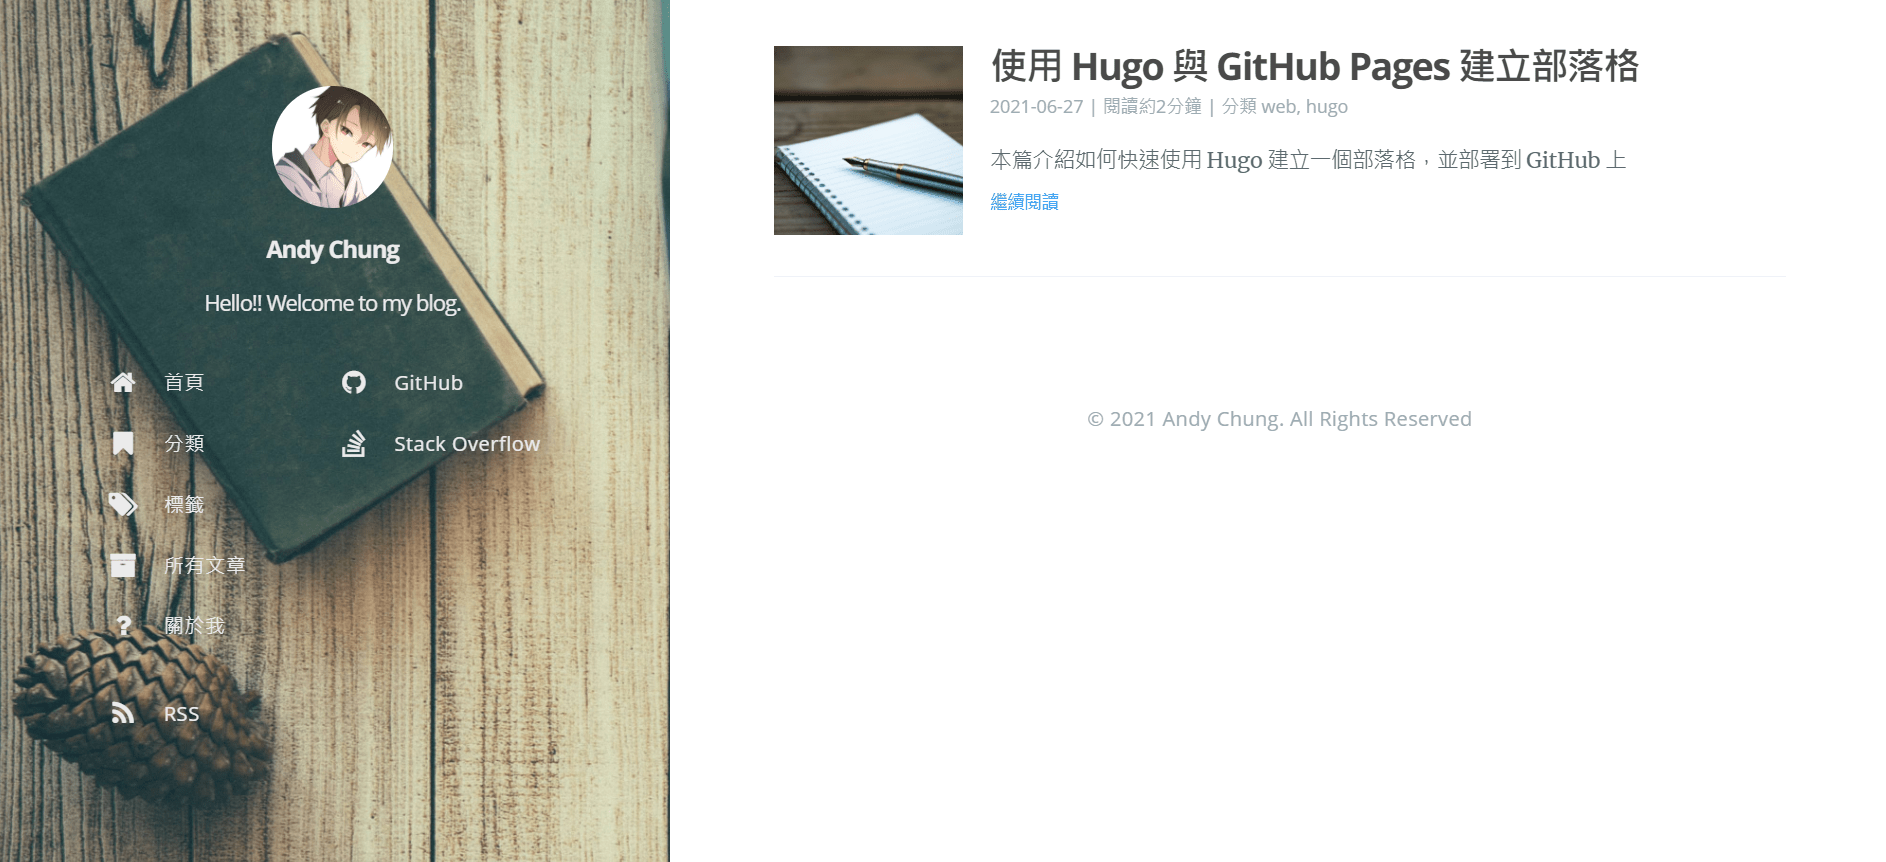 Andy Chung
Hello!! Welcome to my blog.
首頁
分類
標籤
所有文章
關於我
RSS
GitHub
Stack Overflow
使用 Hugo 與 GitHub Pages 建立部落格
2021-06-27 | 閱讀約2分鐘 | 分類 web, hugo
本篇介紹如何快速使用 Hugo 建立一個部落格，並部署到 GitHub 上
繼續閱讀
© 2021 Andy Chung. All Rights Reserved